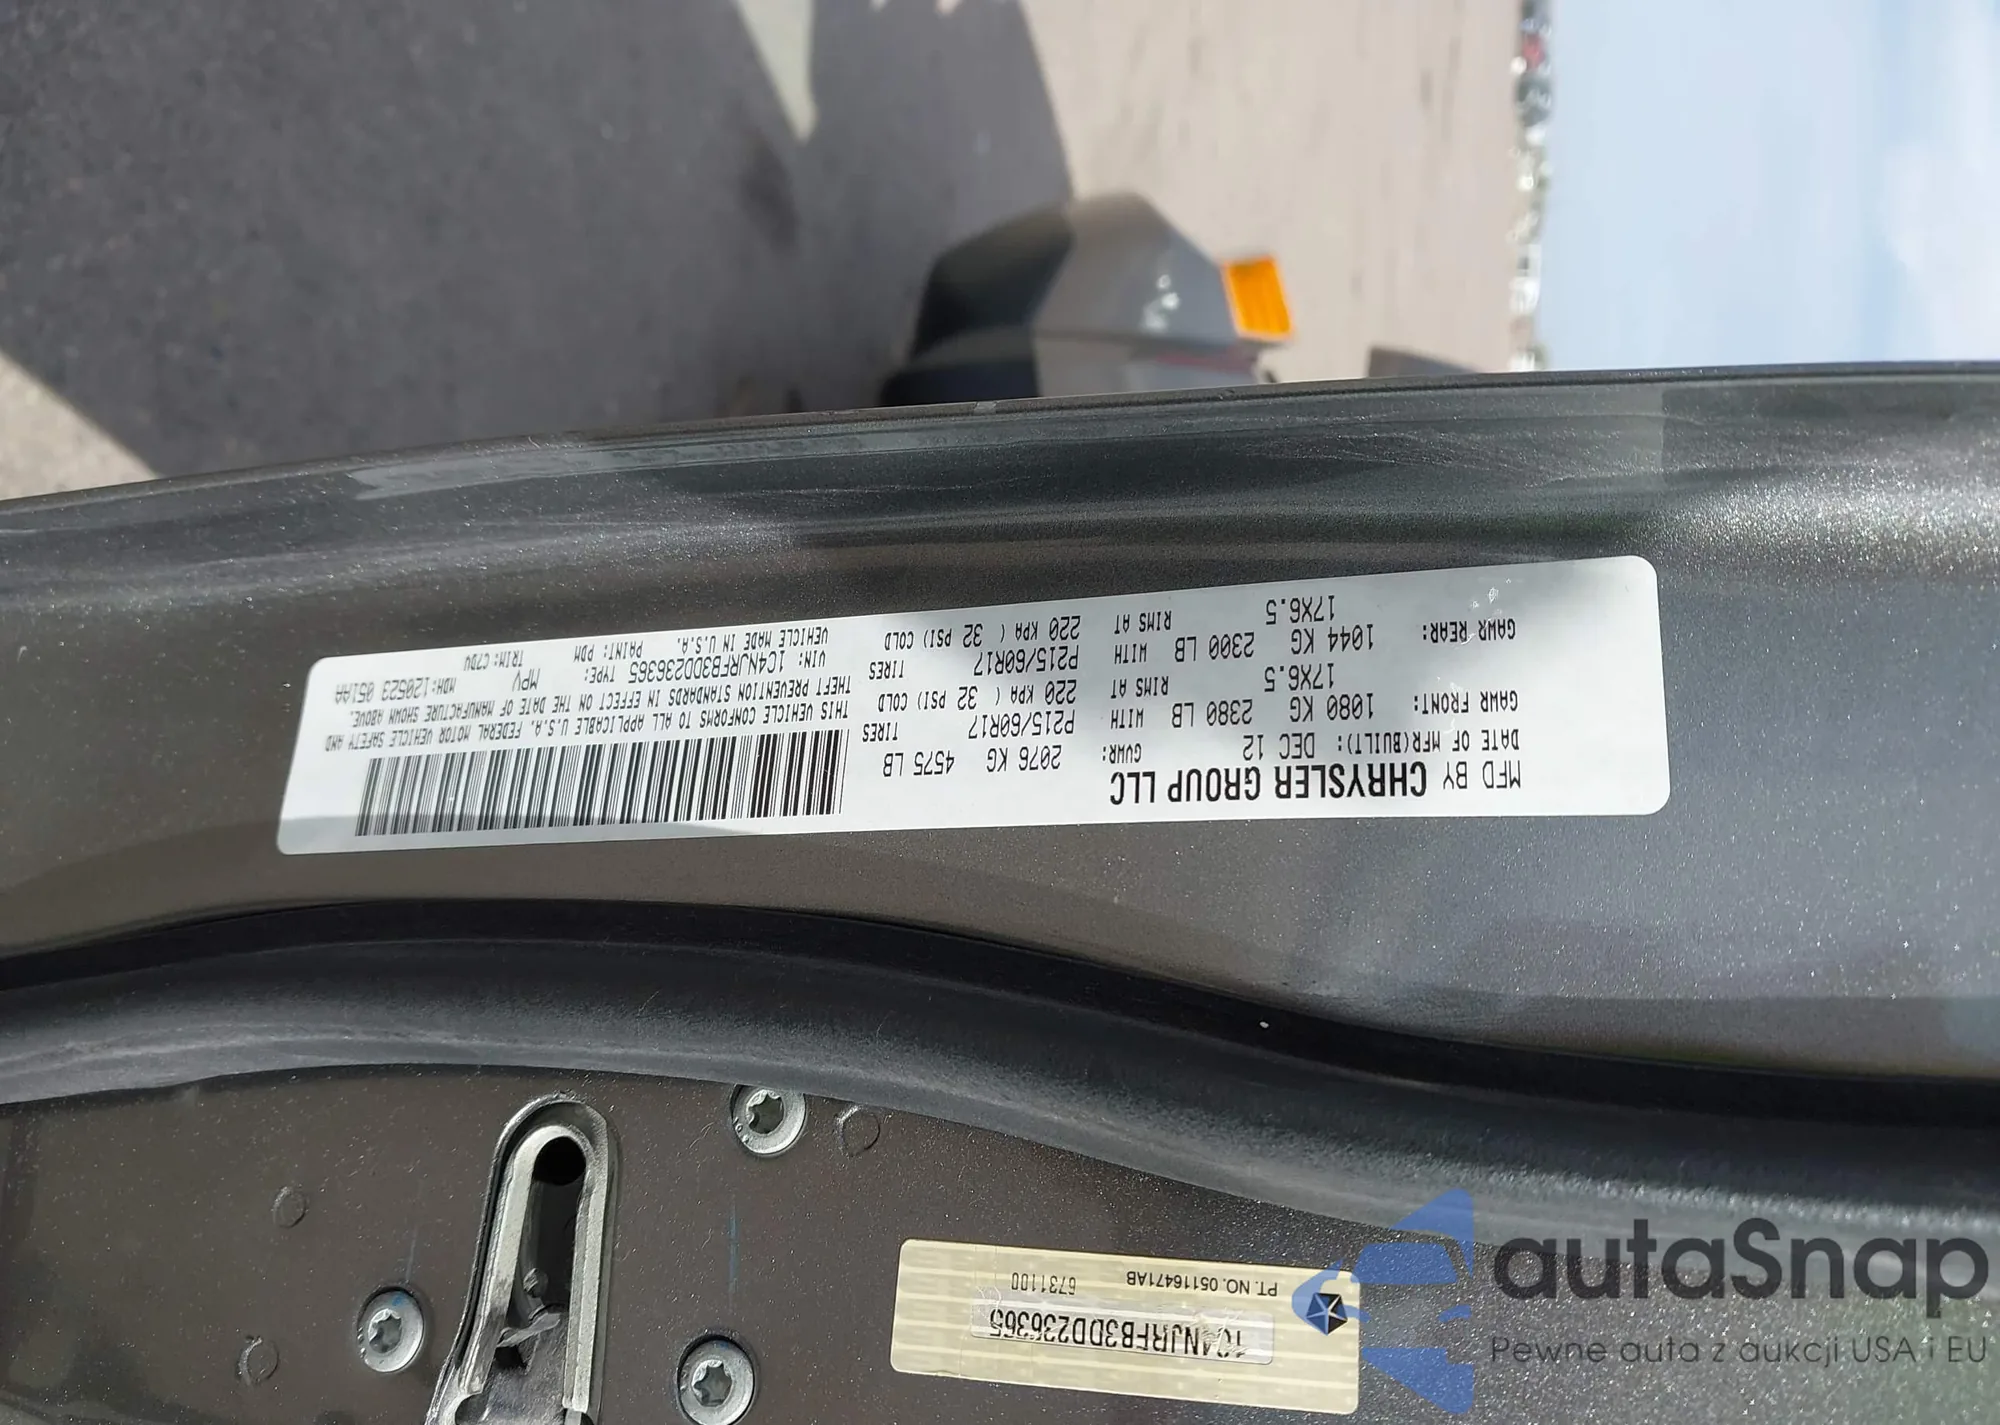 MFD BY CHRYSLER GROUP LLC
DATE OF MFR(BUILT): DEC 12 GVWR: 2076 KG 4575 LB
GAWR FRONT: 1080 KG 2380 LB WITH TIRES P215/60R17
17X6.5 RIMS AT 220 KPA ( 32 PSI) COLD
GAWR REAR: 1044 KG 2300 LB WITH TIRES P215/60R17
17X6.5 RIMS AT 220 KPA ( 32 PSI) COLD
THIS VEHICLE CONFORMS TO ALL APPLICABLE U.S.A. FEDERAL MOTOR VEHICLE SAFETY AND
THEFT PREVENTION STANDARDS IN EFFECT ON THE DATE OF MANUFACTURE SHOWN ABOVE.
VIN: 1C4NJRFB3DD236365 TYPE: MPV MDH:120523 051AA
VEHICLE MADE IN U.S.A. PAINT: PDM TRIM: C7DV
1C4NJRFB3DD236365
PT. NO. 05116471AB 6731100
autaSnap
Pewne auta z aukcji USA i EU